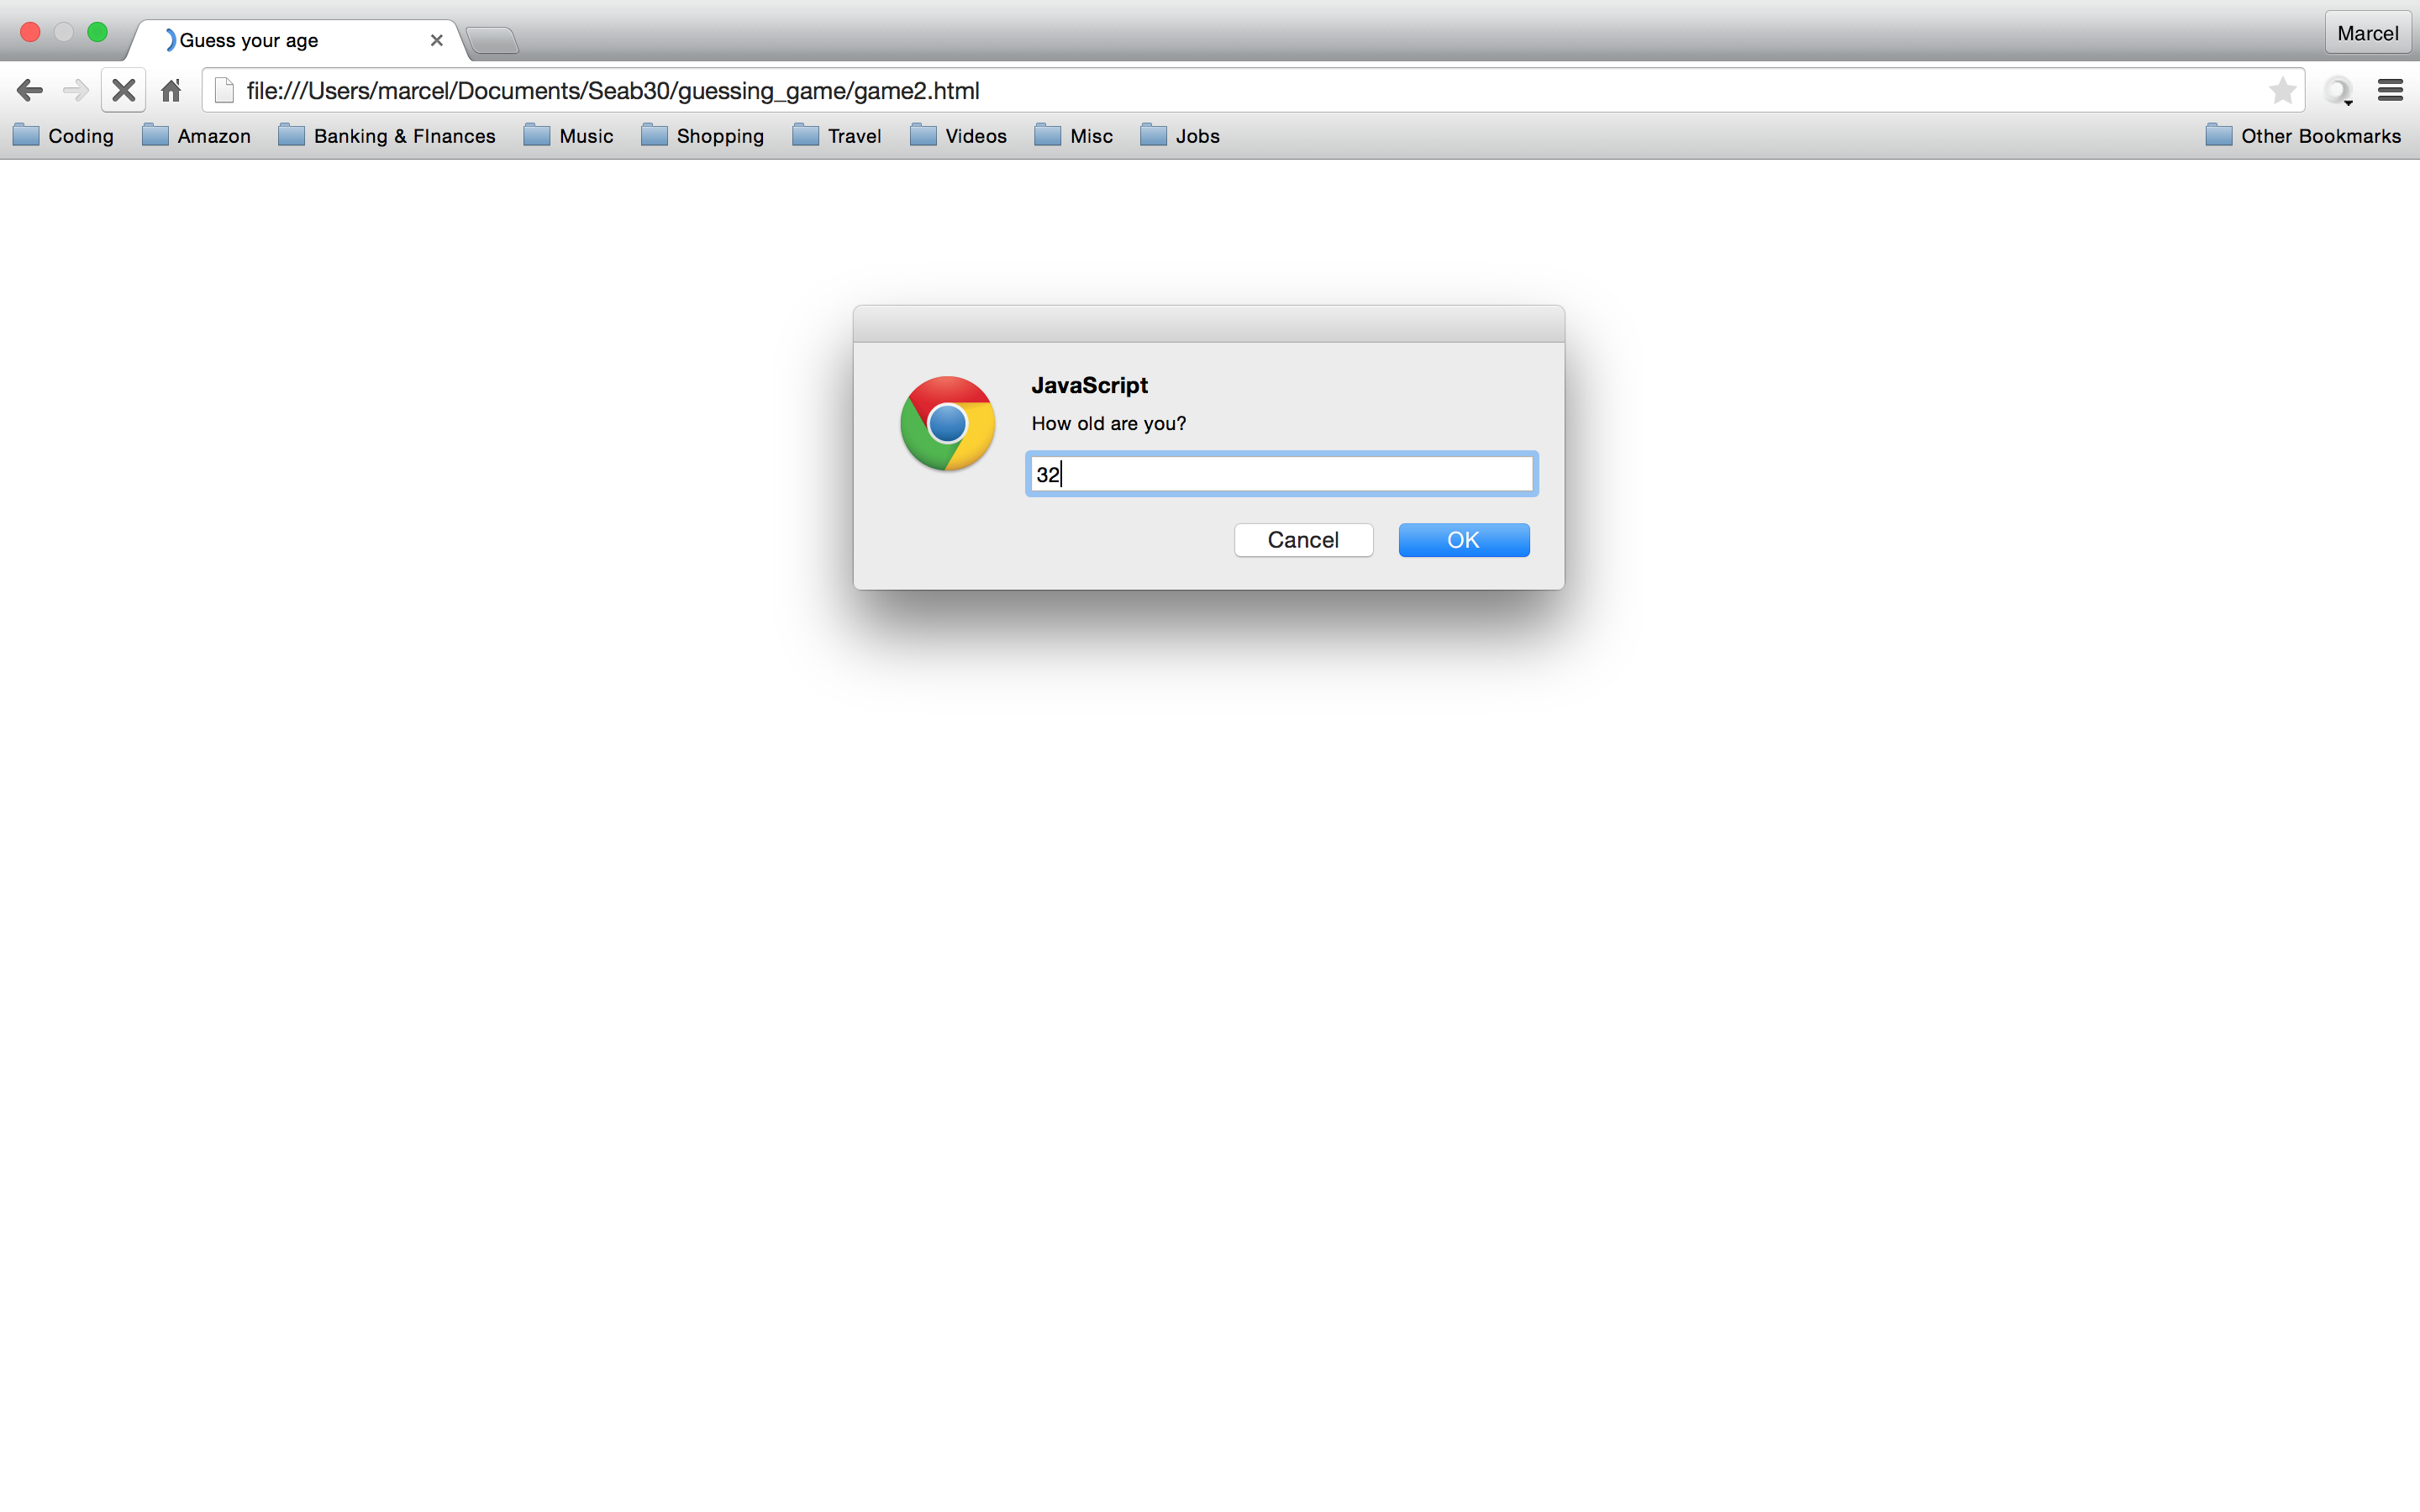 Guess your age
Marcel
file:///Users/marcel/Documents/Seab30/guessing_game/game2.html
Coding Amazon Banking & FInances Music Shopping Travel Videos Misc Jobs Other Bookmarks
JavaScript
How old are you?
32
Cancel OK